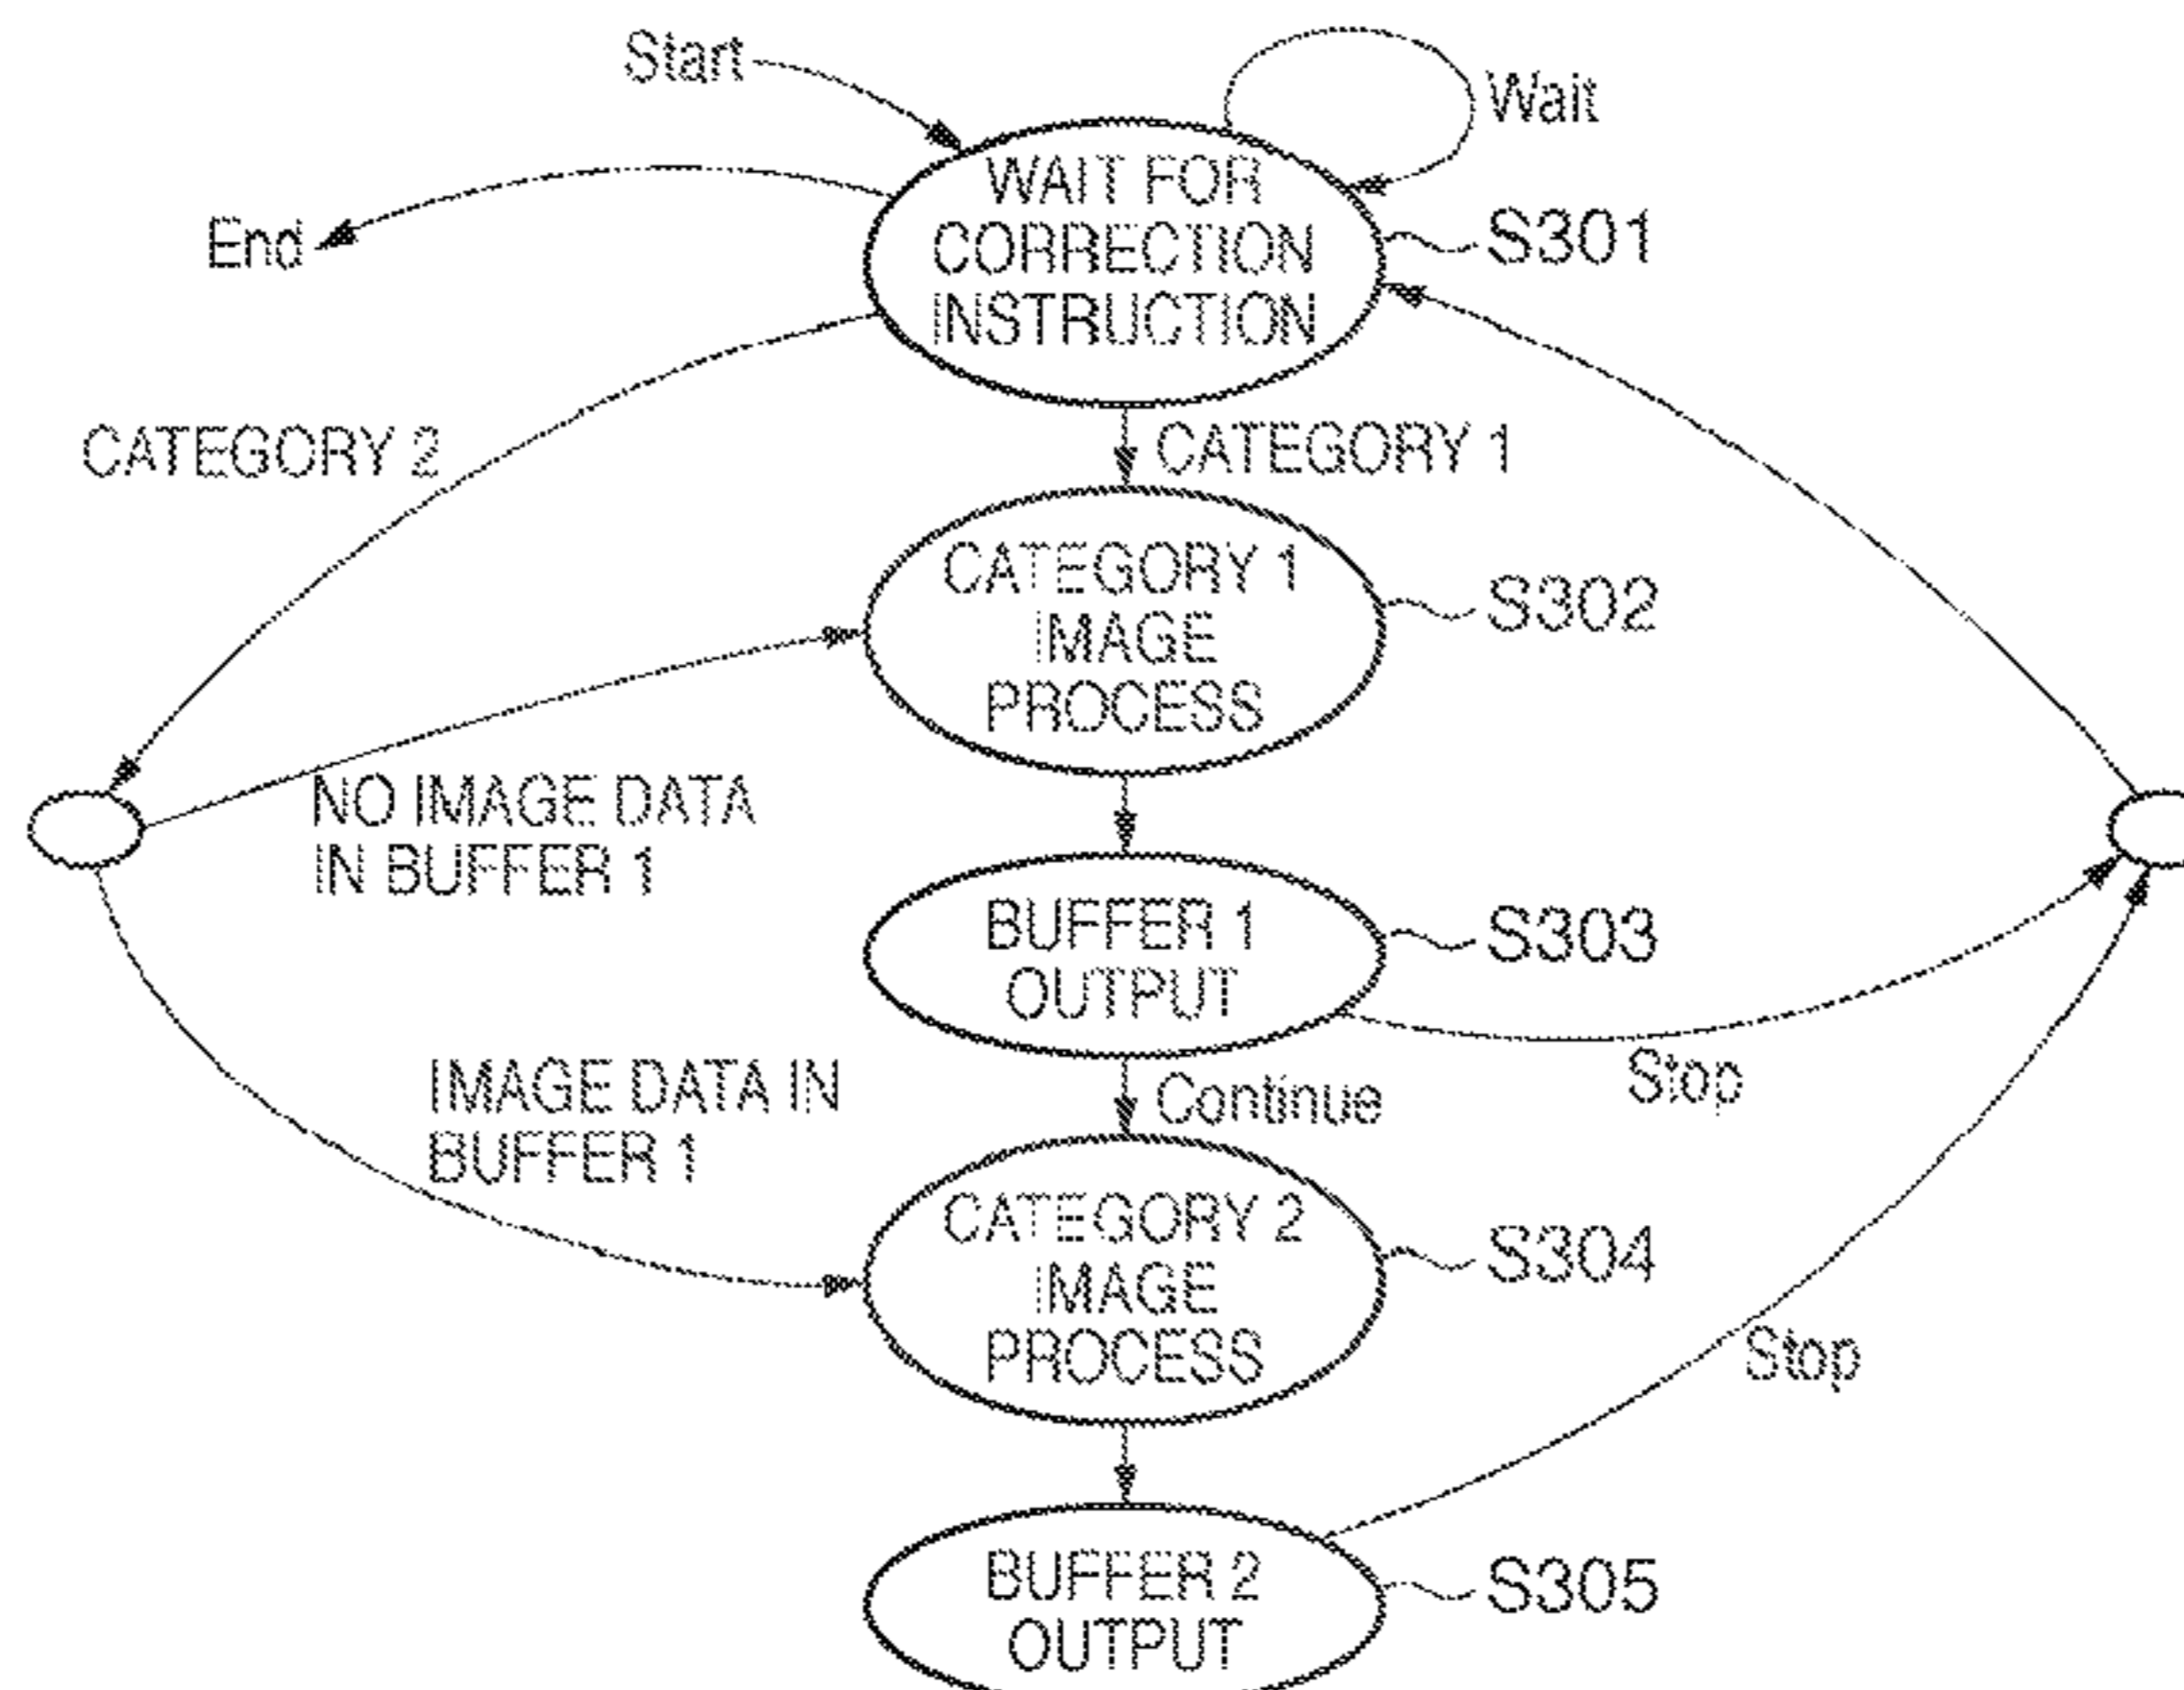 Start
Wait
WAIT FOR
CORRECTION
INSTRUCTION
S301
End
CATEGORY 2
CATEGORY 1
CATEGORY 1
IMAGE
PROCESS
S302
NO IMAGE DATA
IN BUFFER 1
BUFFER 1
OUTPUT
S303
Stop
Continue
IMAGE DATA IN
BUFFER 1
CATEGORY 2
IMAGE
PROCESS
S304
Stop
BUFFER 2
OUTPUT
S305